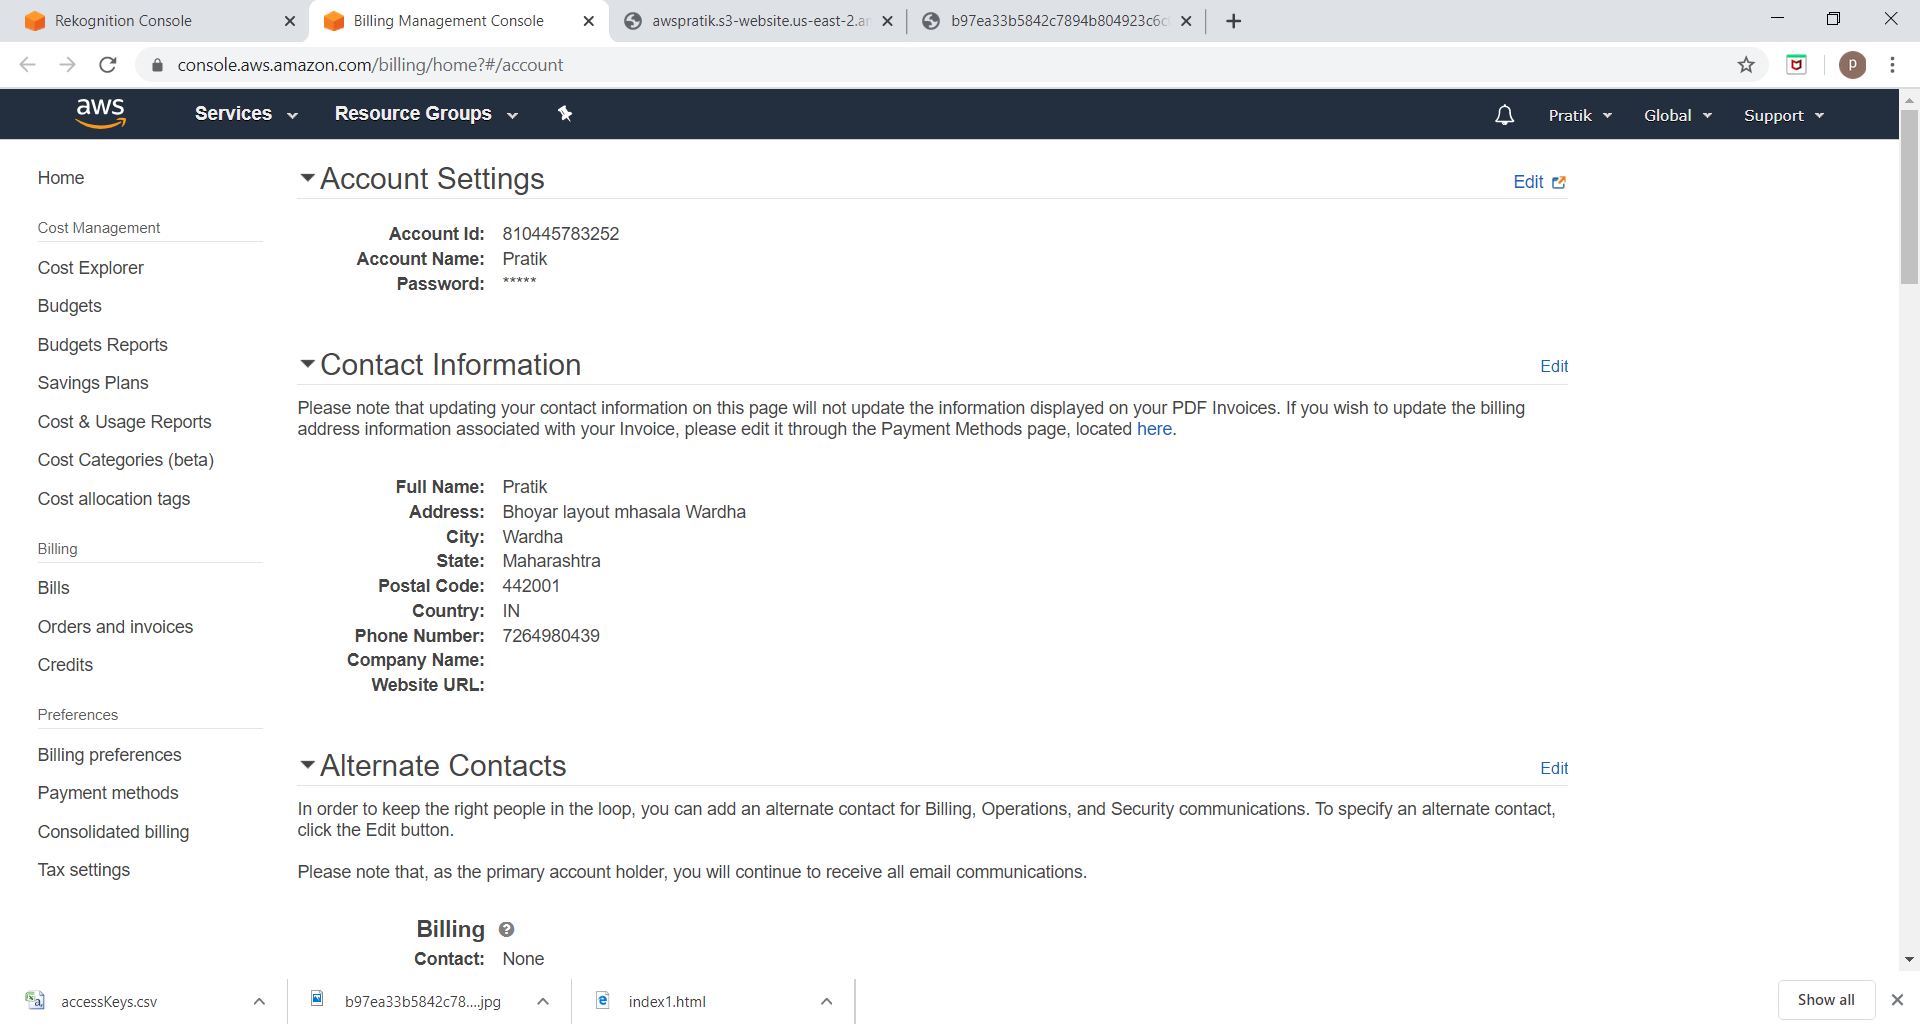 Rekognition Console
Billing Management Console
awspratik.s3-website.us-east-2.a
b97ea33b5842c7894b804923c6c
console.aws.amazon.com/billing/home?#/account
P
aws
Services
Resource Groups
Pratik
Global
Support
Home
Cost Management
Cost Explorer
Budgets
Budgets Reports
Savings Plans
Cost & Usage Reports
Cost Categories (beta)
Cost allocation tags
Billing
Bills
Orders and invoices
Credits
Preferences
Billing preferences
Payment methods
Consolidated billing
Tax settings
Account Settings
Edit
Account Id: 810445783252
Account Name: Pratik
Password: *****
Contact Information
Edit
Please note that updating your contact information on this page will not update the information displayed on your PDF Invoices. If you wish to update the billing
address information associated with your Invoice, please edit it through the Payment Methods page, located here.
Full Name: Pratik
Address: Bhoyar layout mhasala Wardha
City: Wardha
State: Maharashtra
Postal Code: 442001
Country: IN
Phone Number: 7264980439
Company Name:
Website URL:
Alternate Contacts
Edit
In order to keep the right people in the loop, you can add an alternate contact for Billing, Operations, and Security communications. To specify an alternate contact,
click the Edit button.
Please note that, as the primary account holder, you will continue to receive all email communications.
Billing ?
Contact: None
accessKeys.csv
b97ea33b5842c78....jpg
index1.html
Show all